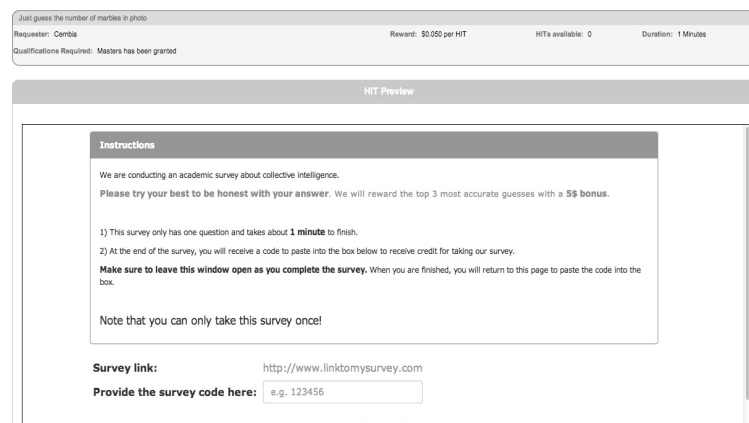 Just guess the number of marbles in photo
Requester: Cembia Reward: $0.050 per HIT HITs available: 0 Duration: 1 Minutes
Qualifications Required: Masters has been granted
HIT Preview
Instructions
We are conducting an academic survey about collective intelligence.
Please try your best to be honest with your answer. We will reward the top 3 most accurate guesses with a 5$ bonus.
1) This survey only has one question and takes about 1 minute to finish.
2) At the end of the survey, you will receive a code to paste into the box below to receive credit for taking our survey.
Make sure to leave this window open as you complete the survey. When you are finished, you will return to this page to paste the code into the
box.
Note that you can only take this survey once!
Survey link: http://www.linktomysurvey.com
Provide the survey code here: e.g. 123456